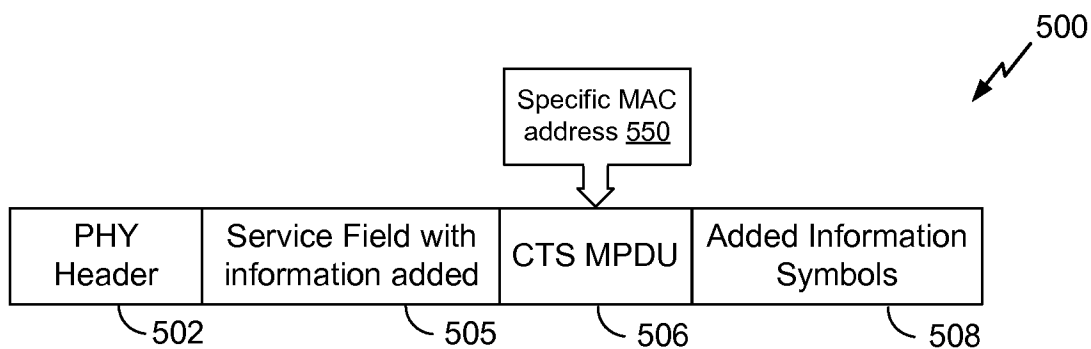 500
Specific MAC
address 550
PHY
Header
Service Field with
information added
CTS MPDU
Added Information
Symbols
502
505
506
508